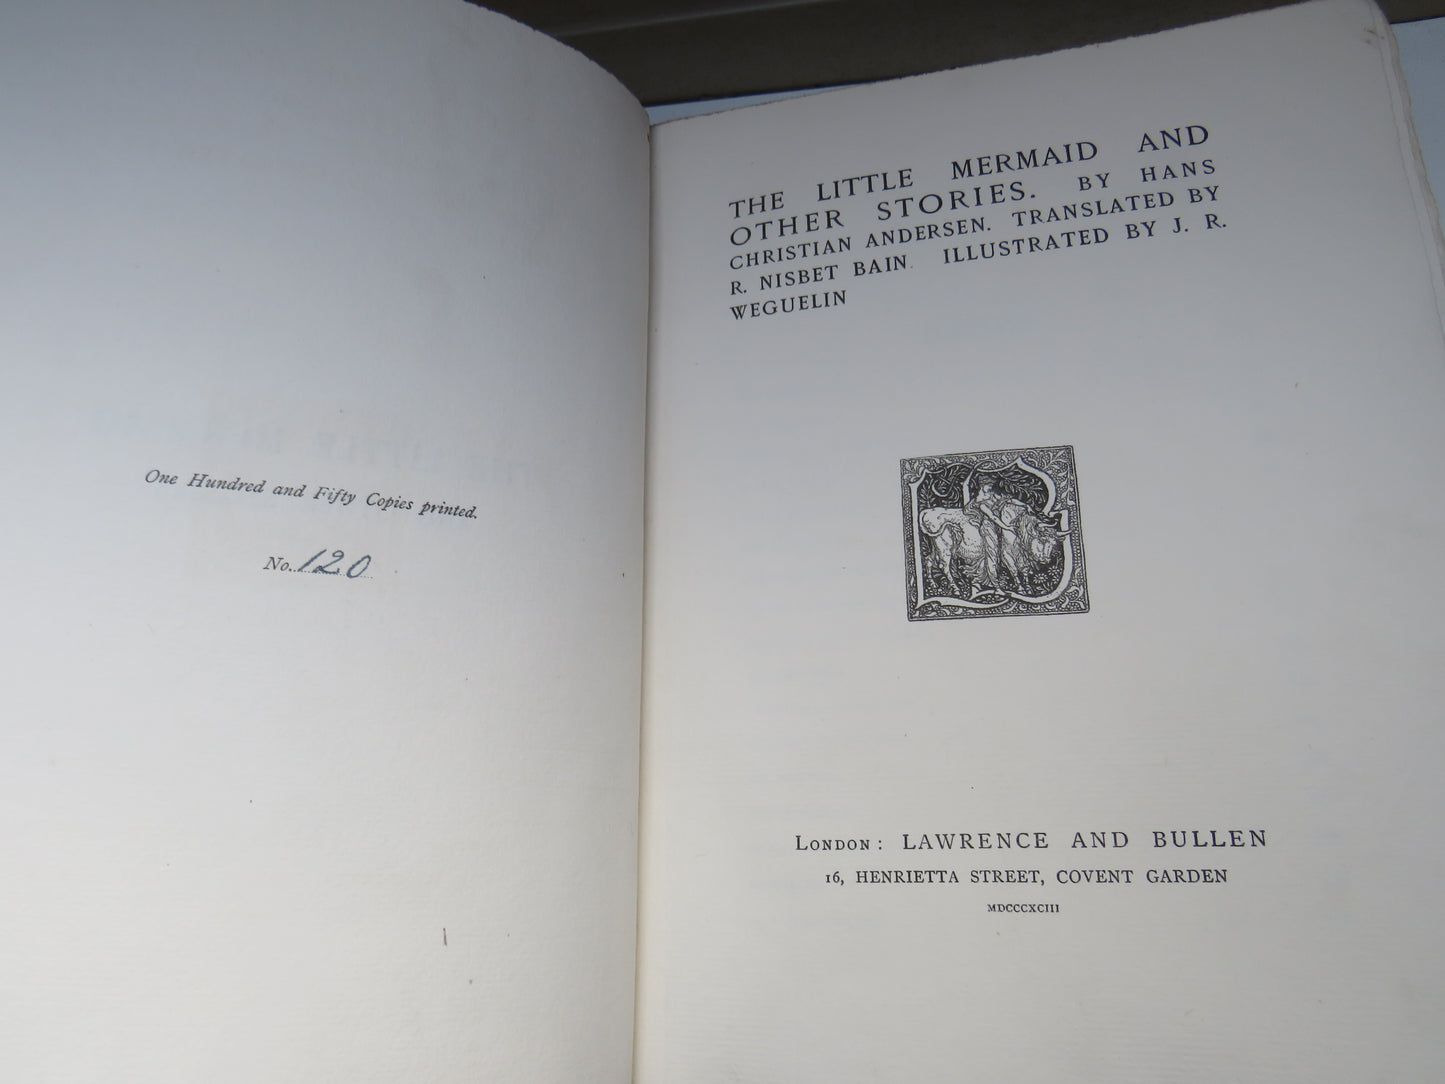 One Hundred and Fifty Copies printed.
No. 120
THE LITTLE MERMAID AND
OTHER STORIES. BY HANS
CHRISTIAN ANDERSEN. TRANSLATED BY
R. NISBET BAIN. ILLUSTRATED BY J. R.
WEGUELIN
LONDON: LAWRENCE AND BULLEN
16, HENRIETTA STREET, COVENT GARDEN
MDCCCXCIII